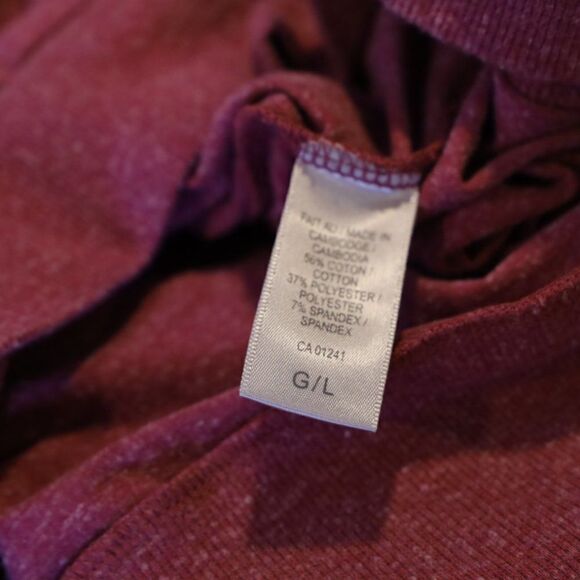 FAIT AU / MADE IN
CAMBODGE /
CAMBODIA
56% COTON /
COTTON
37% POLYESTER /
POLYESTER
7% SPANDEX /
SPANDEX
CA 01241
G/L